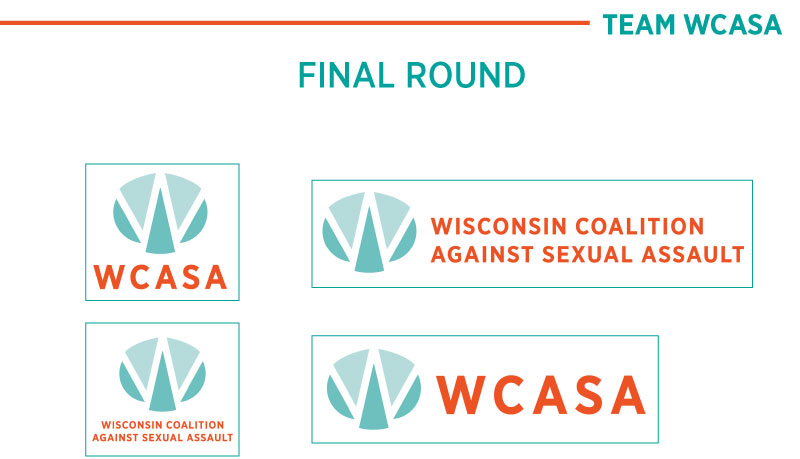 TEAM WCASA
FINAL ROUND
WCASA
WISCONSIN COALITION
AGAINST SEXUAL ASSAULT
WISCONSIN COALITION
AGAINST SEXUAL ASSAULT
WCASA